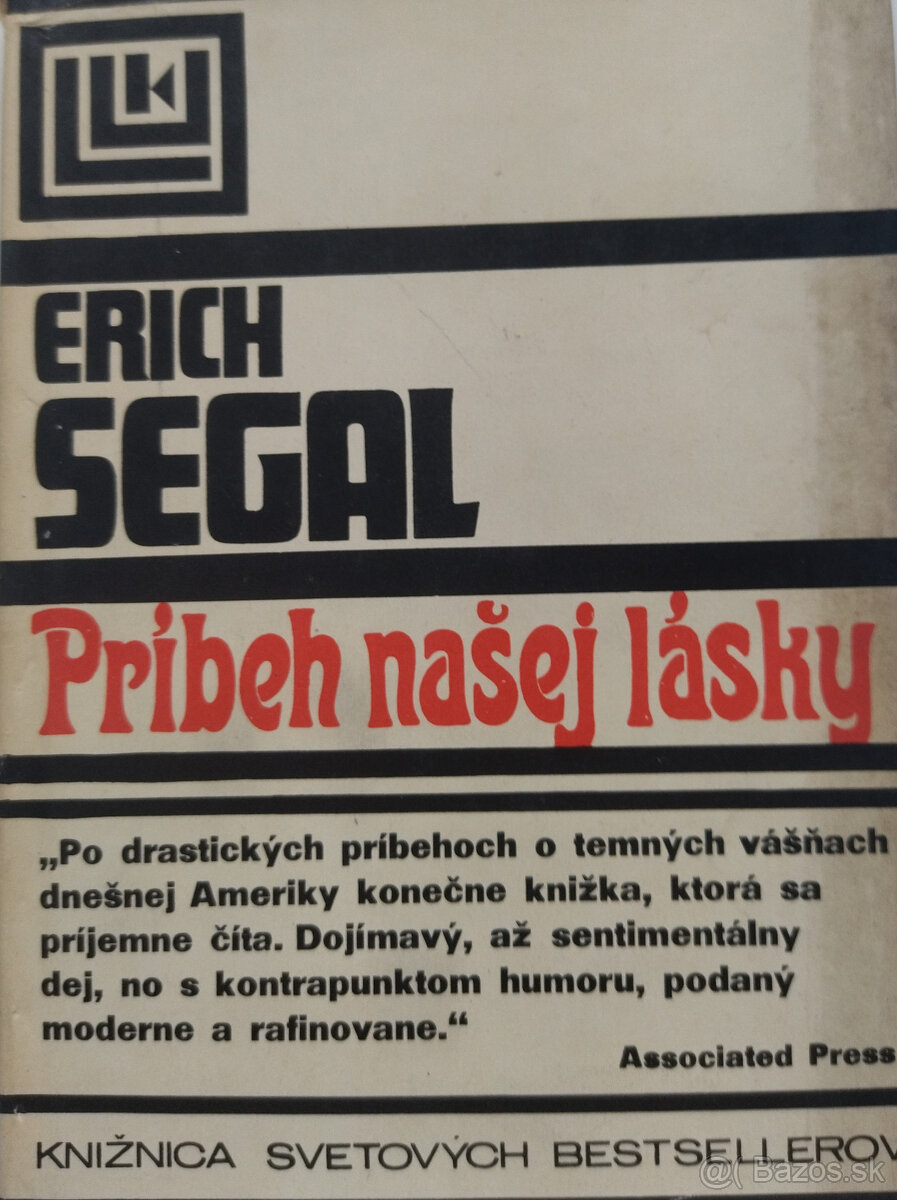 ERICH
SEGAL
Príbeh našej lásky
„Po drastických príbehoch o temných vášňach
dnešnej Ameriky konečne knižka, ktorá sa
príjemne číta. Dojímavý, až sentimentálny
dej, no s kontrapunktom humoru, podaný
moderne a rafinovane.“
Associated Press
KNIŽNICA SVETOVÝCH BESTSELLEROV
@( Bazos.sk